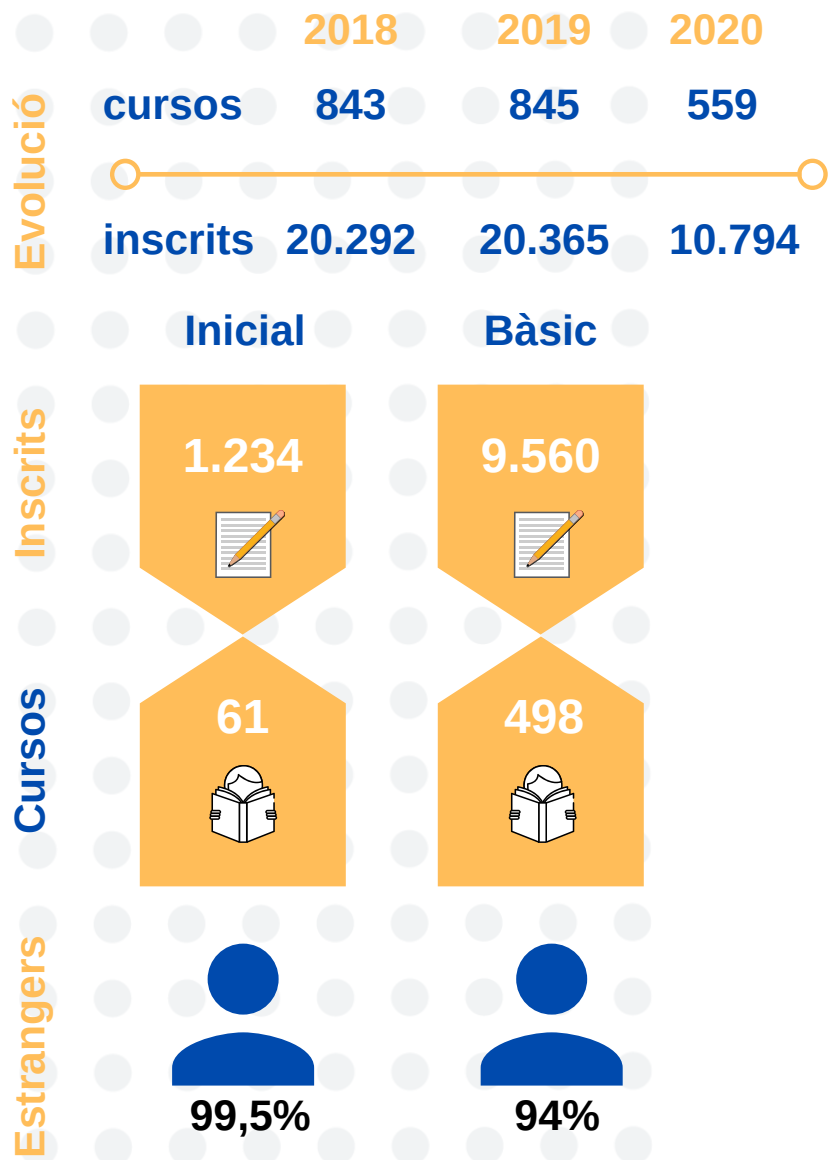 2018 2019 2020
Evolució
cursos 843 845 559
inscrits 20.292 20.365 10.794
Inicial Bàsic
Inscrits
1.234 9.560
Cursos
61 498
Estrangers
99,5% 94%